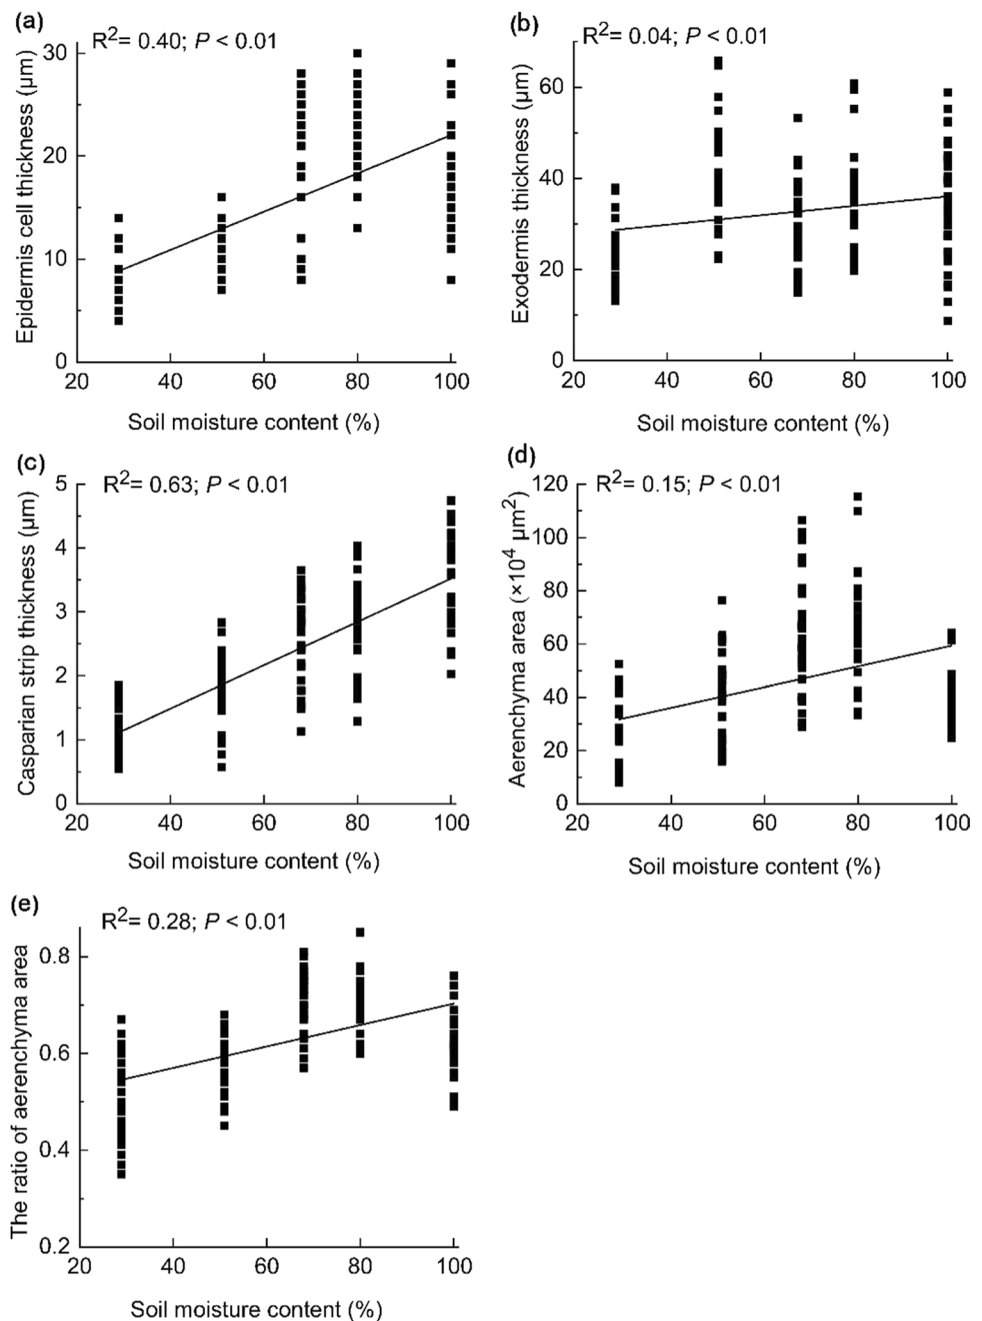 (a)
R2= 0.40; P < 0.01
30
20
10
0
Epidermis cell thickness (μm)
20 40 60 80 100
Soil moisture content (%)
(b)
R2= 0.04; P < 0.01
60
40
20
0
Exodermis thickness (μm)
20 40 60 80 100
Soil moisture content (%)
(c)
R2= 0.63; P < 0.01
5
4
3
2
1
0
Casparian strip thickness (μm)
20 40 60 80 100
Soil moisture content (%)
(d)
R2= 0.15; P < 0.01
120
100
80
60
40
20
0
Aerenchyma area (×10⁴ μm²)
20 40 60 80 100
Soil moisture content (%)
(e)
R2= 0.28; P < 0.01
0.8
0.6
0.4
0.2
The ratio of aerenchyma area
20 40 60 80 100
Soil moisture content (%)